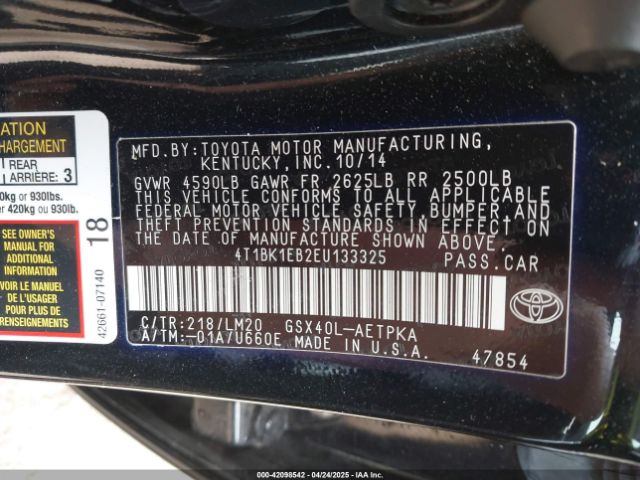 ATION
CHARGEMENT
REAR
ARRIÈRE 3
0kg or 930lbs.
r 420kg ou 930lb.
SEE OWNER'S
MANUAL FOR
ADDITIONAL
INFORMATION
VOIR LE MANUEL
DE L'USAGER
POUR PLUS DE
RENSEIGNEMENTS
18
42661-07140
MFD.BY:TOYOTA MOTOR MANUFACTURING,
KENTUCKY,INC.10/14
GVWR 4590LB GAWR FR 2625LB RR 2500LB
THIS VEHICLE CONFORMS TO ALL APPLICABLE
FEDERAL MOTOR VEHICLE SAFETY,BUMPER,AND
THEFT PREVENTION STANDARDS IN EFFECT ON
THE DATE OF MANUFACTURE SHOWN ABOVE.
4T1BK1EB2EU133325 PASS.CAR
C/TR:218/LM20 GSX40L-AETPKA
A/TM:-01A/U660E MADE IN U.S.A.
TOYOTA
47854
000-42098542 - 04/24/2025 - IAA Inc.